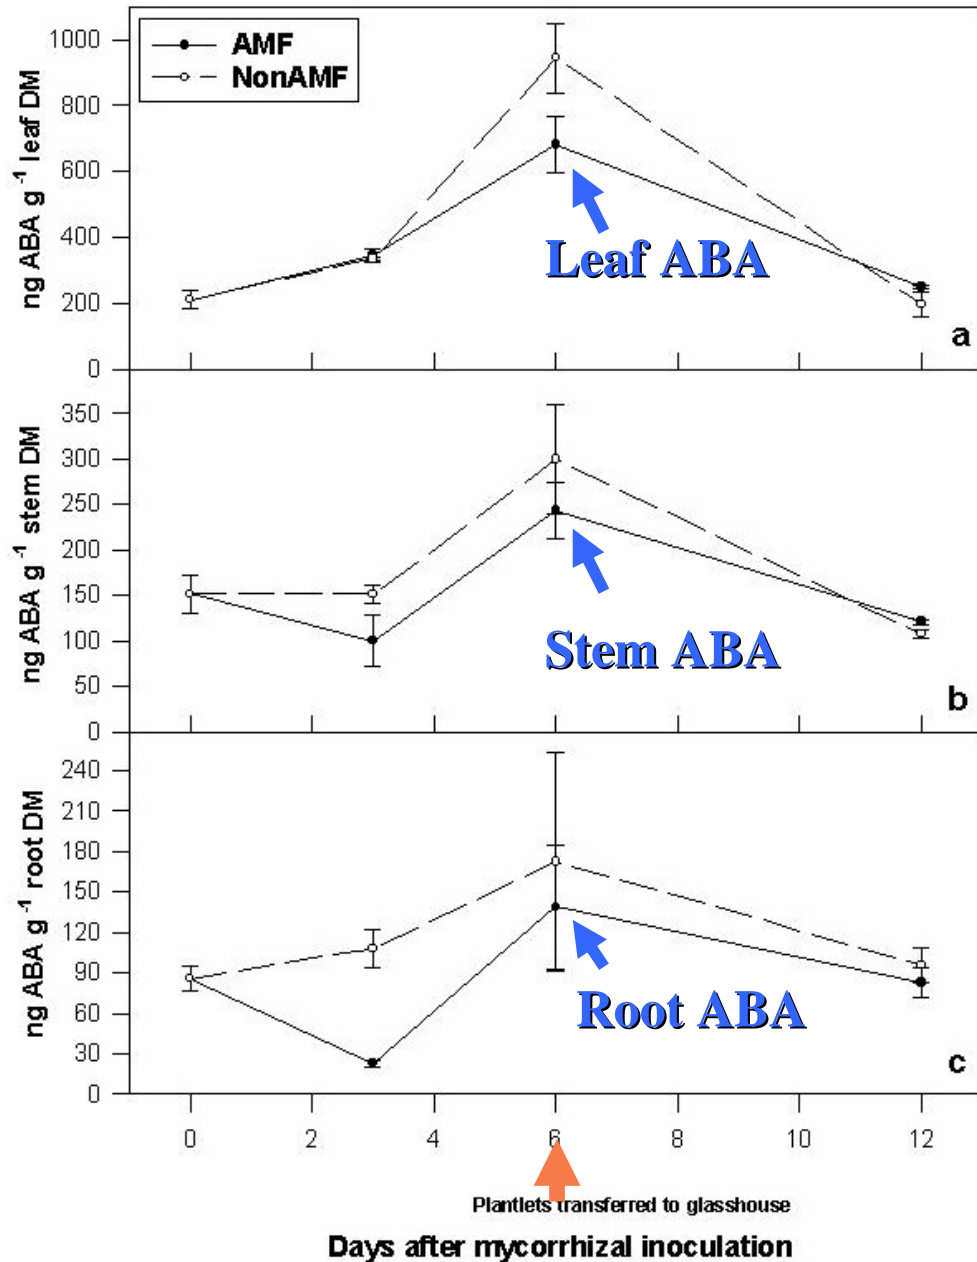 AMF
NonAMF
ng ABA g⁻¹ leaf DM
1000
800
600
400
200
0
Leaf ABA
a
ng ABA g⁻¹ stem DM
350
300
250
200
150
100
50
0
Stem ABA
b
ng ABA g⁻¹ root DM
240
210
180
150
120
90
60
30
0
Root ABA
c
0 2 4 6 8 10 12
Plantlets transferred to glasshouse
Days after mycorrhizal inoculation